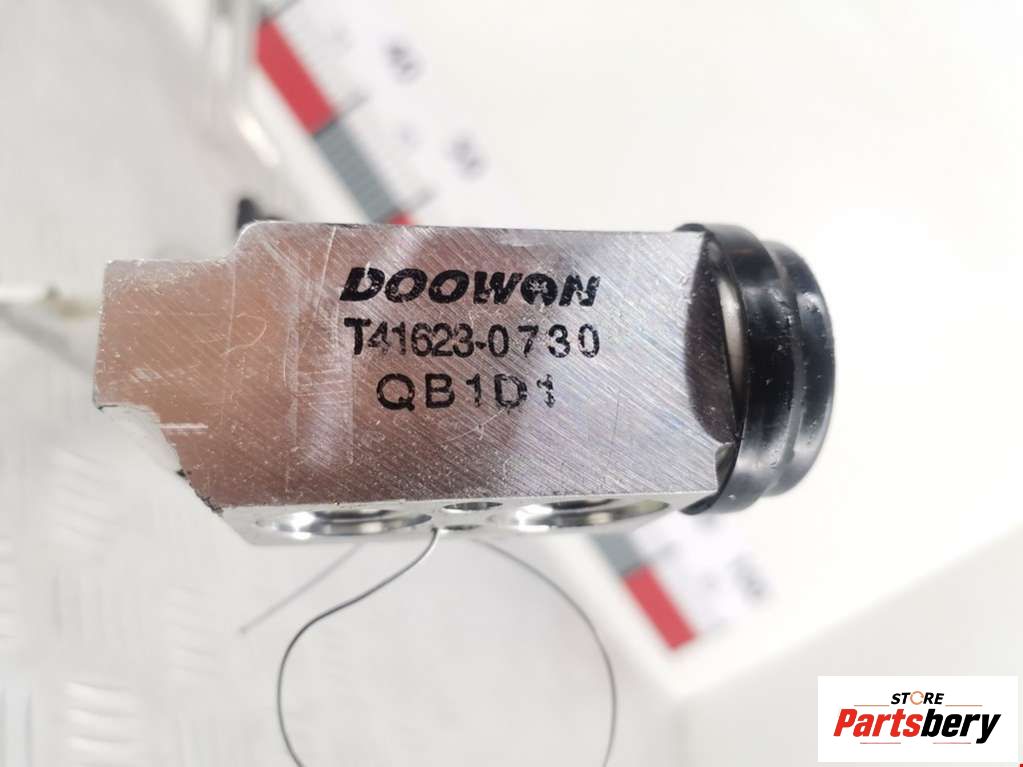 DOOWON
T41623-0730
QB1D1
STORE
Partsbery